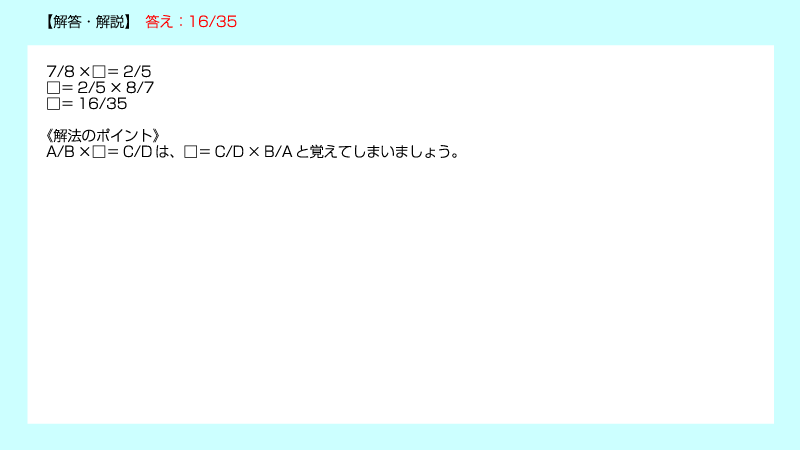 【解答・解説】 答え：16/35
7/8 ×□= 2/5
□= 2/5 × 8/7
□= 16/35
《解法のポイント》
A/B ×□= C/D は、□= C/D × B/A と覚えてしまいましょう。